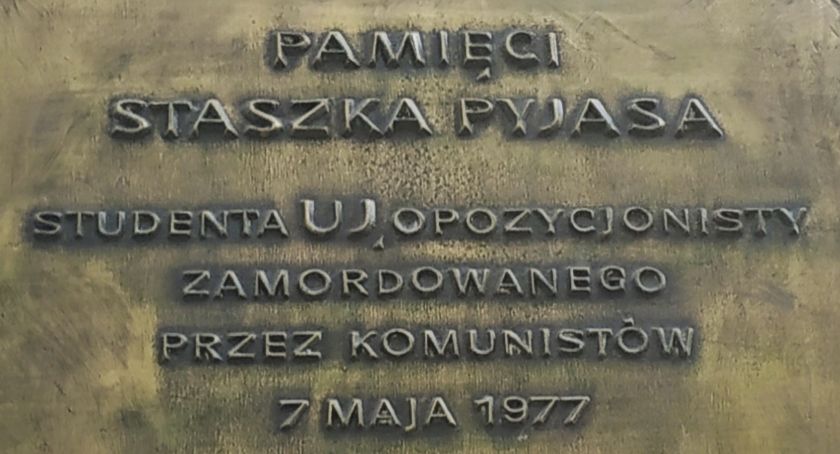 PAMIĘCI
STASZKA PYJASA
STUDENTA UJ, OPOZYCJONISTY
ZAMORDOWANEGO
PRZEZ KOMUNISTÓW
7 MAJA 1977